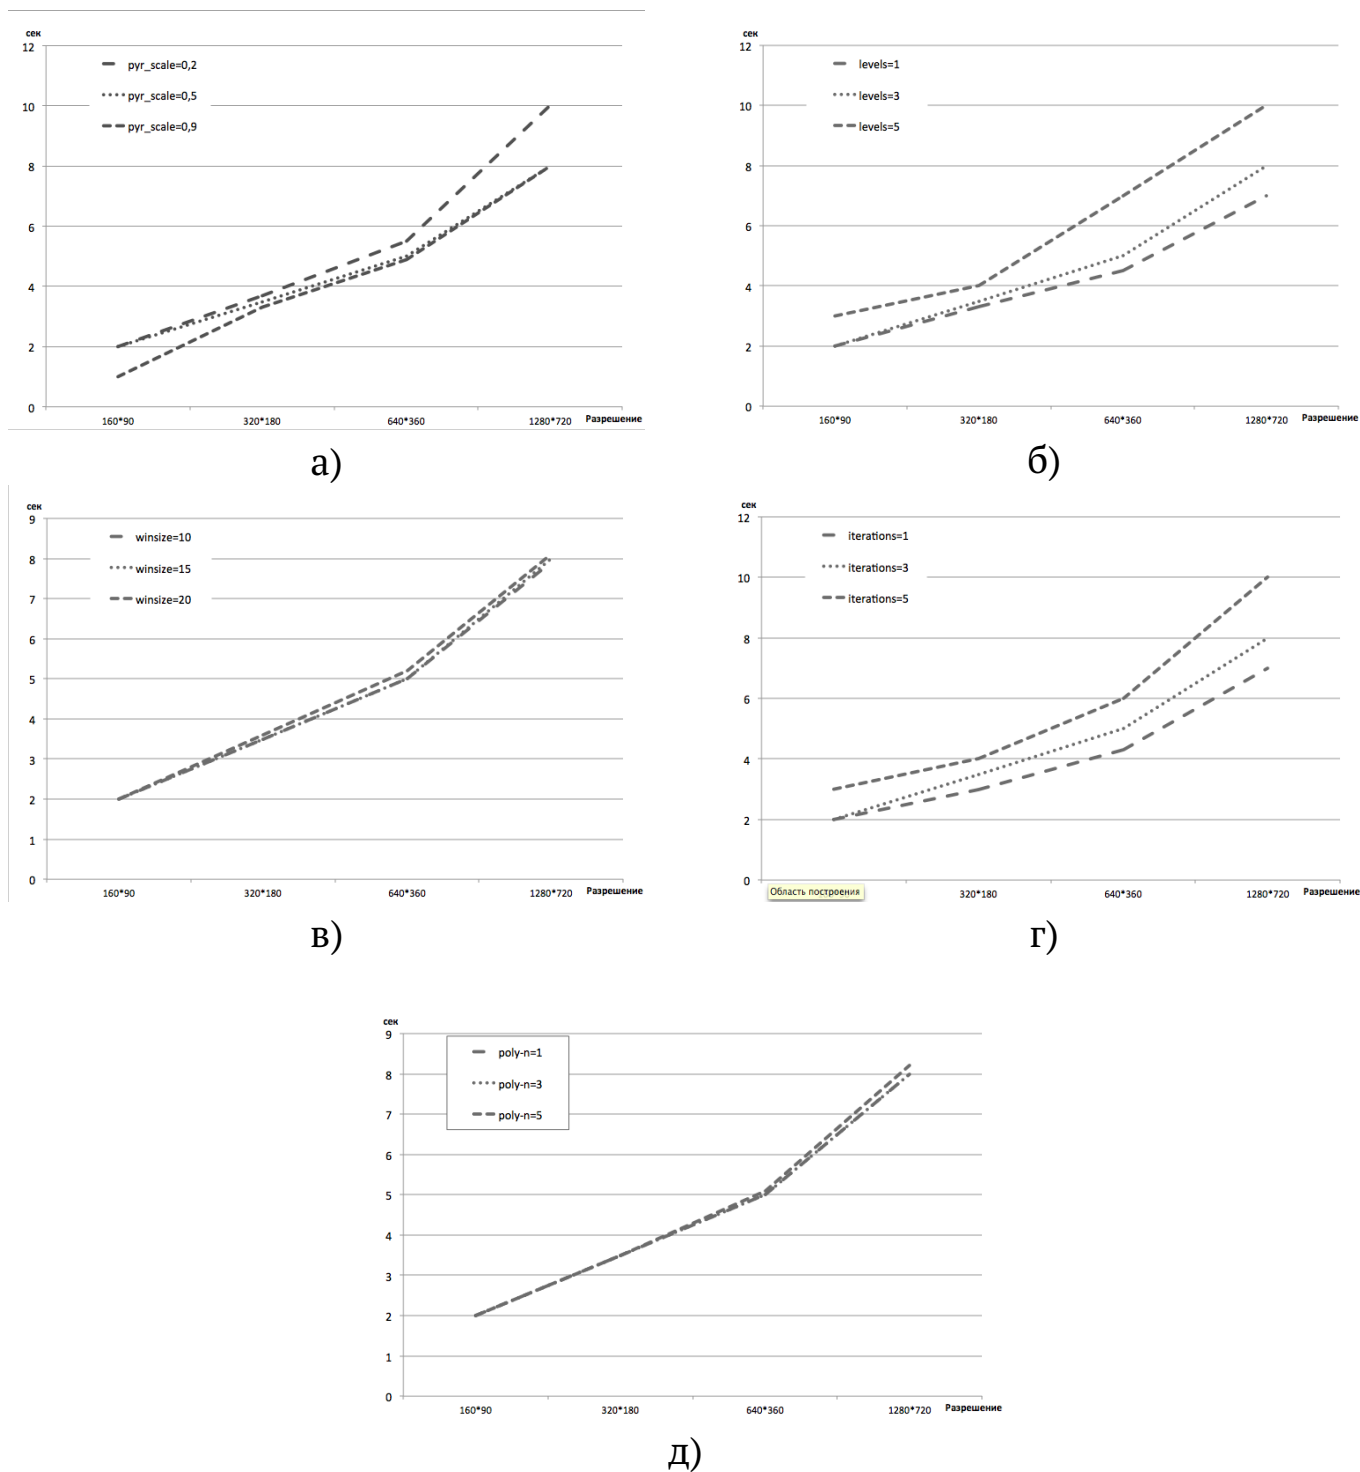 сек
12
10
8
6
4
2
0
pyr_scale=0,2
pyr_scale=0,5
pyr_scale=0,9
160*90 320*180 640*360 1280*720 Разрешение
а)
сек
12
10
8
6
4
2
0
levels=1
levels=3
levels=5
160*90 320*180 640*360 1280*720 Разрешение
б)
сек
9
8
7
6
5
4
3
2
1
0
winsize=10
winsize=15
winsize=20
160*90 320*180 640*360 1280*720 Разрешение
в)
сек
12
10
8
6
4
2
0
iterations=1
iterations=3
iterations=5
Область построения 320*180 640*360 1280*720 Разрешение
г)
сек
9
8
7
6
5
4
3
2
1
0
poly-n=1
poly-n=3
poly-n=5
160*90 320*180 640*360 1280*720 Разрешение
д)